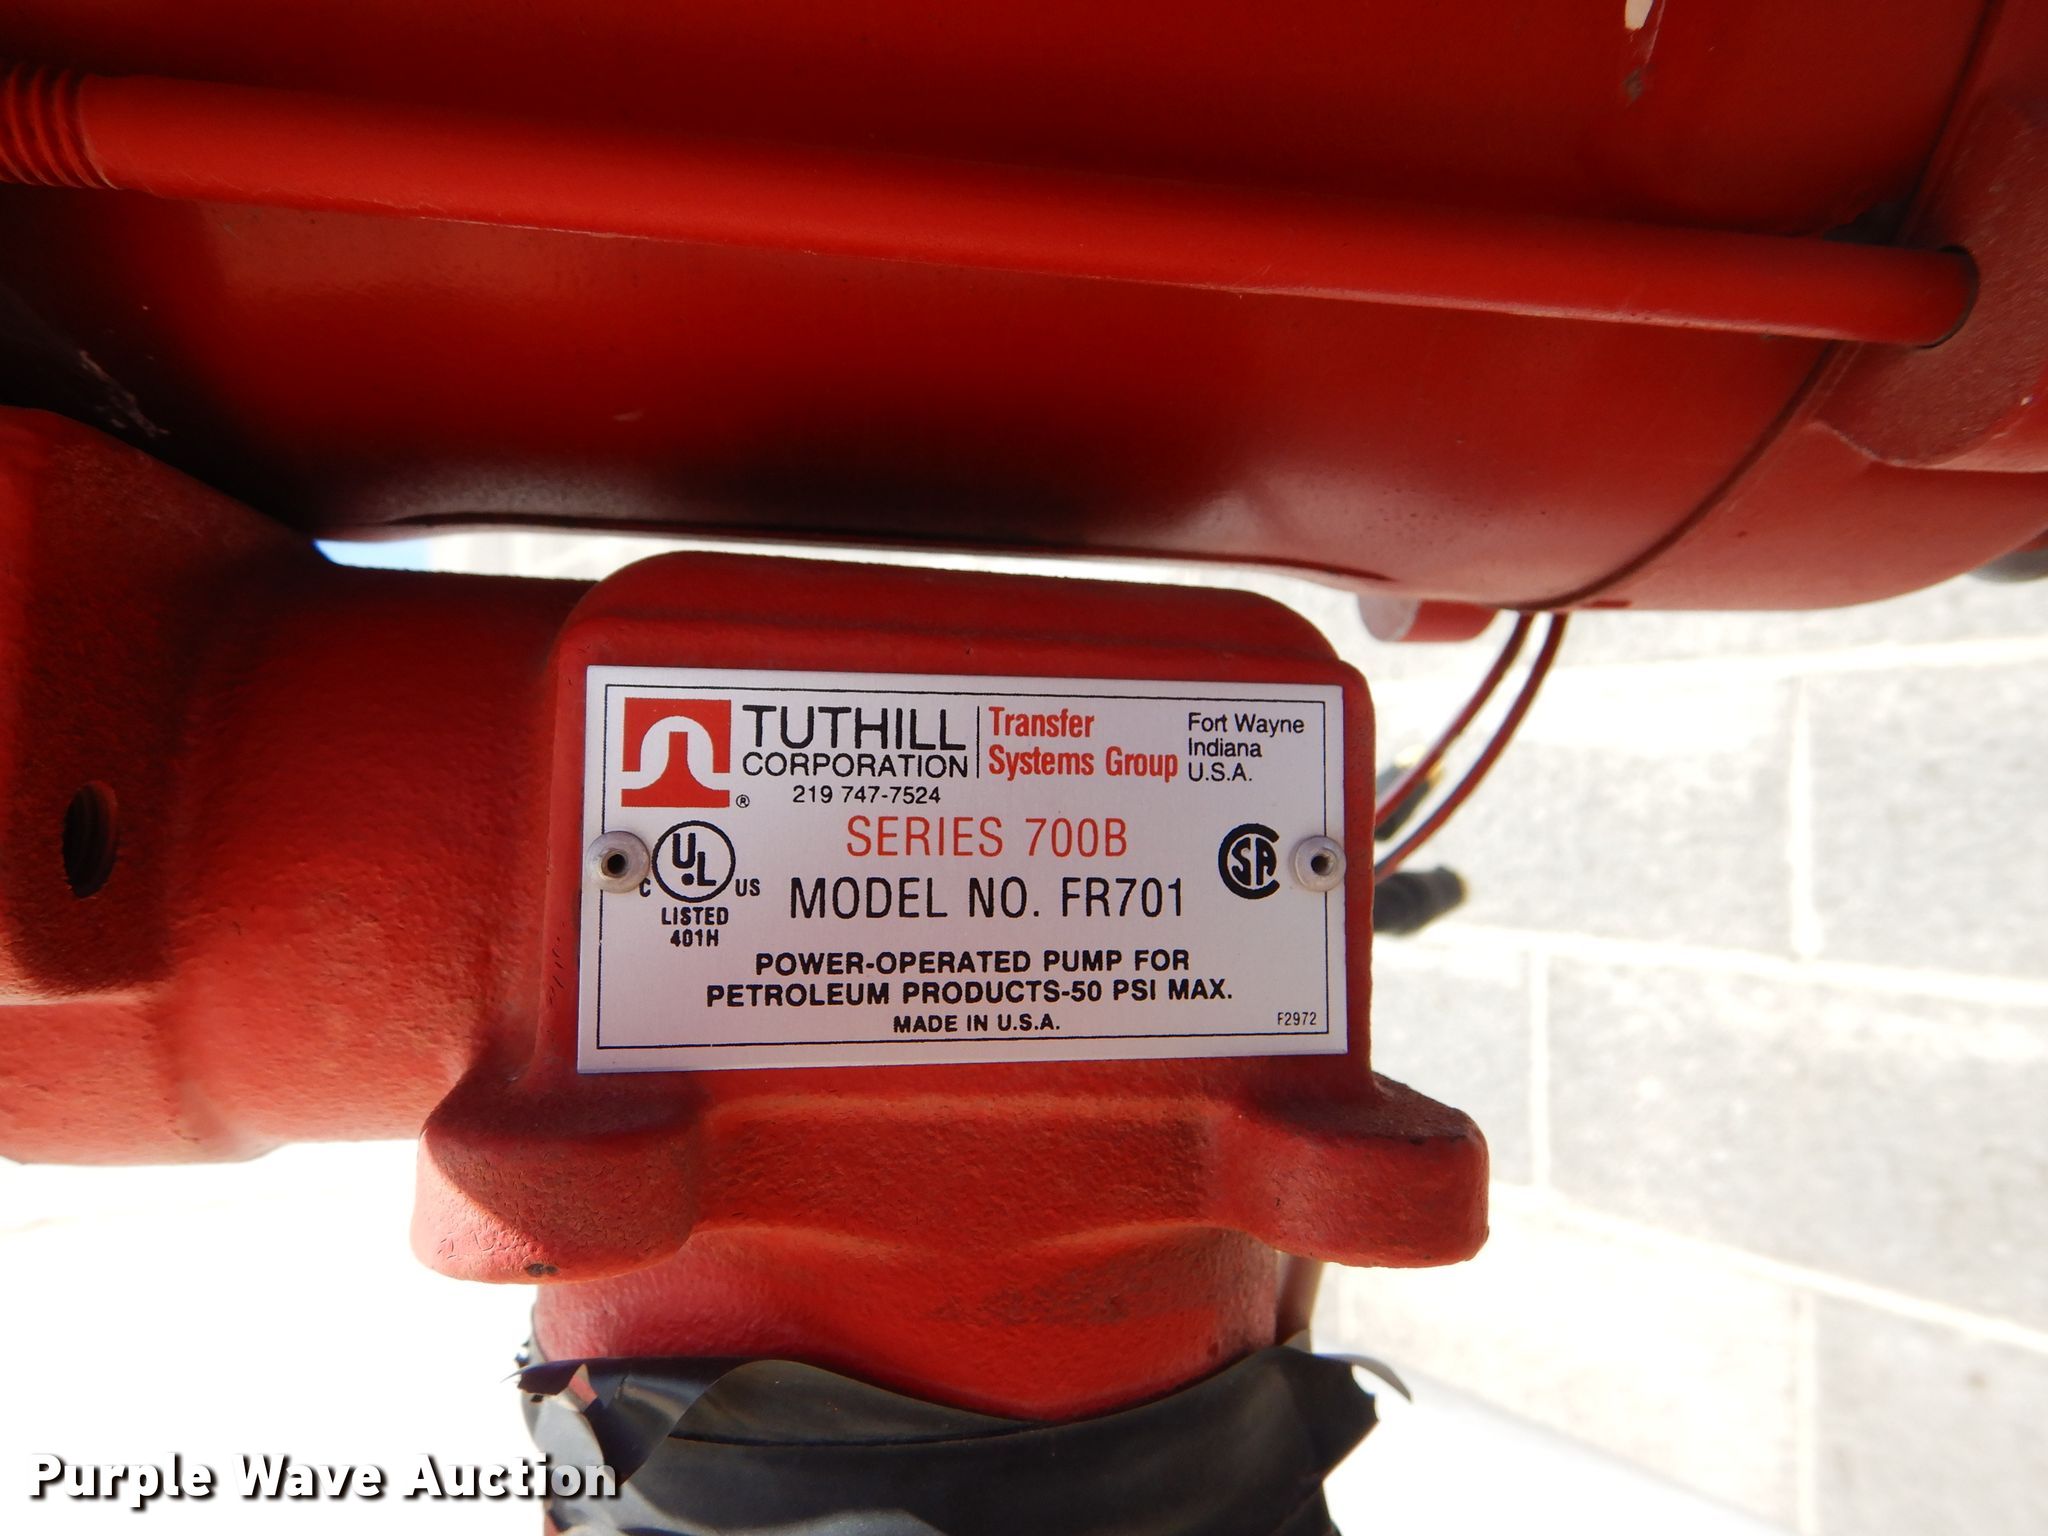 TUTHILL
CORPORATION
219 747-7524
Transfer
Systems Group
Fort Wayne
Indiana
U.S.A.
®
SERIES 700B
MODEL NO. FR701
C UL US
LISTED
401H
SA
POWER-OPERATED PUMP FOR
PETROLEUM PRODUCTS-50 PSI MAX.
MADE IN U.S.A.
F2972
Purple Wave Auction